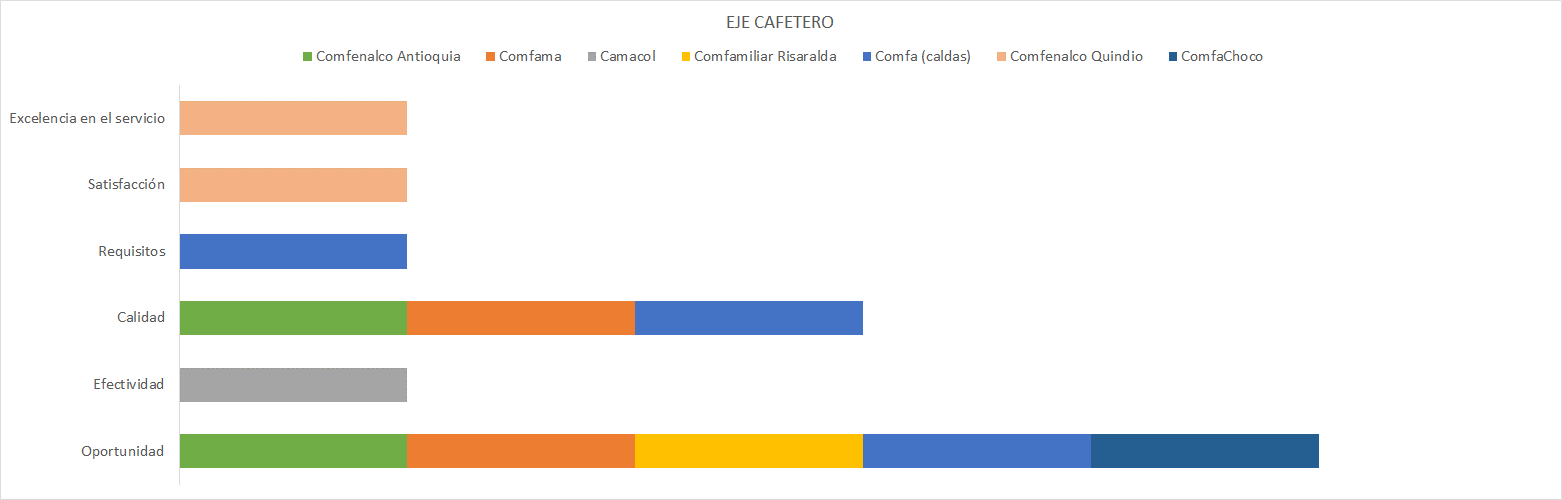 EJE CAFETERO
Comfenalco Antioquia Comfama Camacol Comfamiliar Risaralda Comfa (caldas) Comfenalco Quindio ComfaChoco
Excelencia en el servicio
Satisfacción
Requisitos
Calidad
Efectividad
Oportunidad